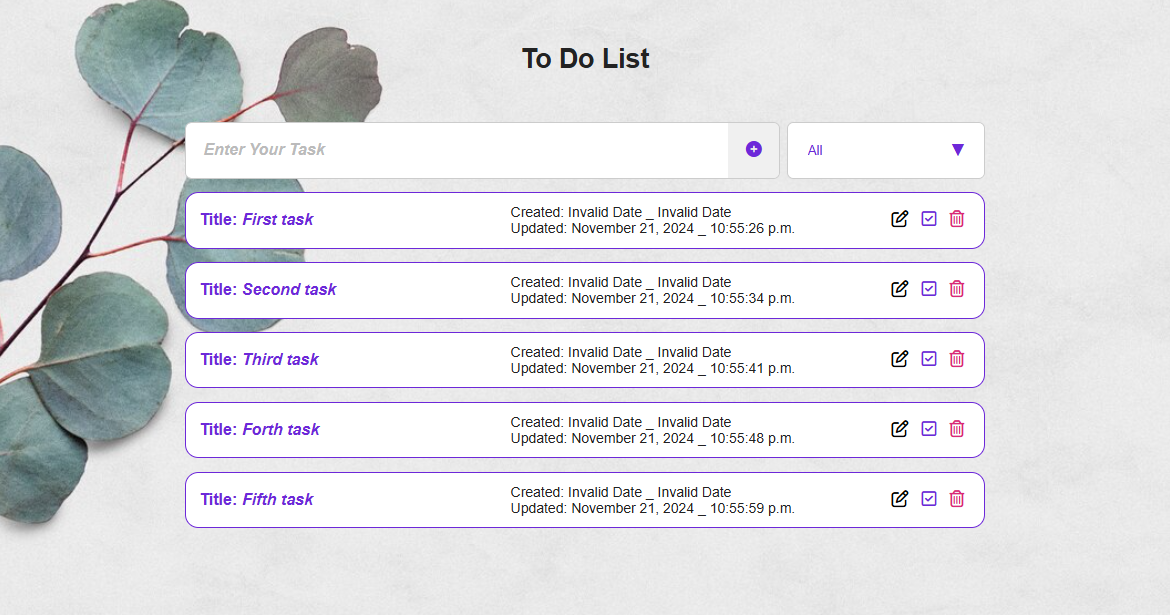 To Do List
Enter Your Task
All
Title: First task
Created: Invalid Date _ Invalid Date
Updated: November 21, 2024 _ 10:55:26 p.m.
Title: Second task
Created: Invalid Date _ Invalid Date
Updated: November 21, 2024 _ 10:55:34 p.m.
Title: Third task
Created: Invalid Date _ Invalid Date
Updated: November 21, 2024 _ 10:55:41 p.m.
Title: Forth task
Created: Invalid Date _ Invalid Date
Updated: November 21, 2024 _ 10:55:48 p.m.
Title: Fifth task
Created: Invalid Date _ Invalid Date
Updated: November 21, 2024 _ 10:55:59 p.m.